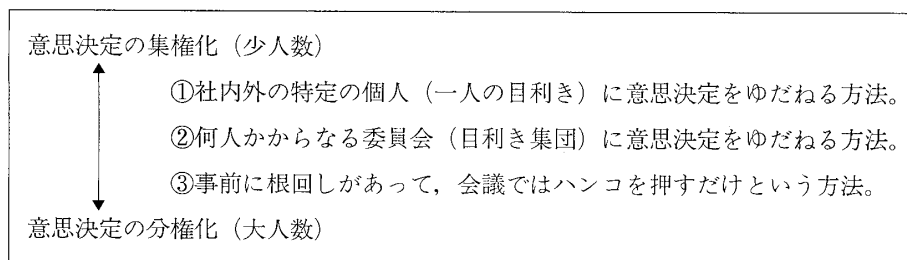 意思決定の集権化（少人数）
①社内外の特定の個人（一人の目利き）に意思決定をゆだねる方法。
②何人かからなる委員会（目利き集団）に意思決定をゆだねる方法。
③事前に根回しがあって，会議ではハンコを押すだけという方法。
意思決定の分権化（大人数）